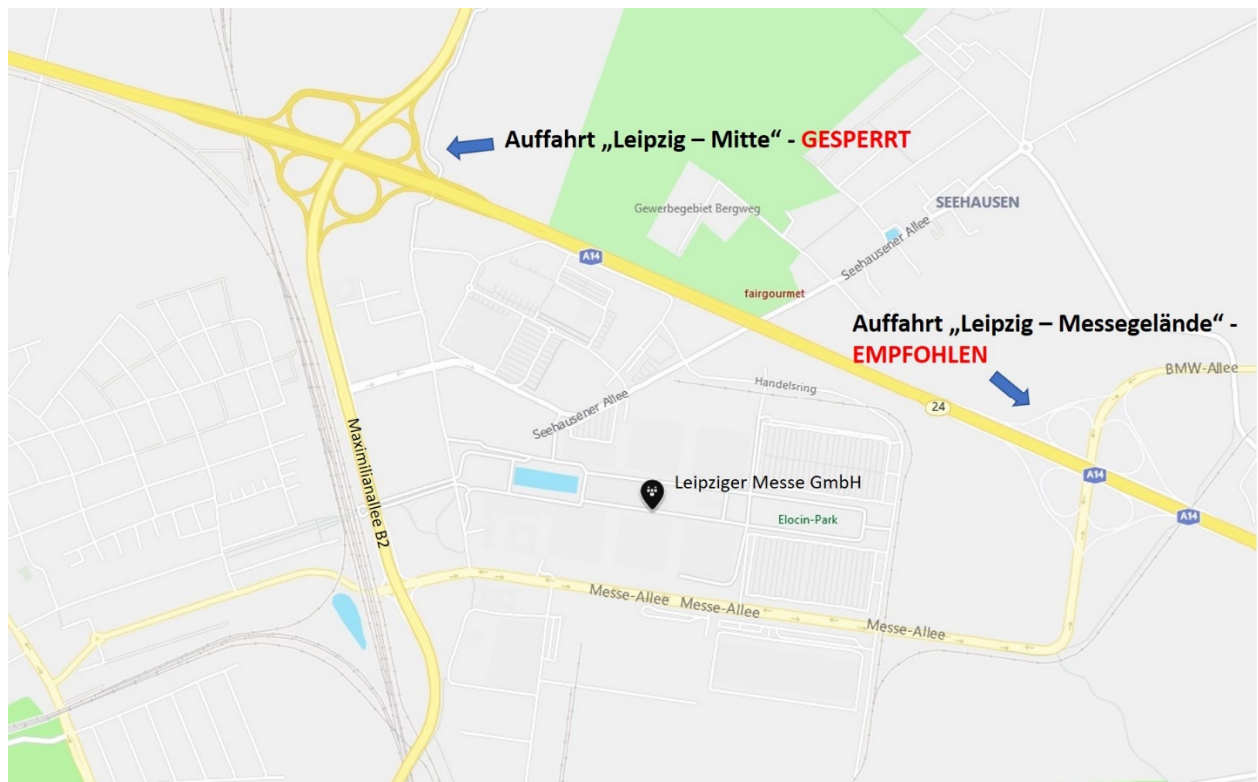 Auffahrt „Leipzig – Mitte“ - GESPERRT
Gewerbegebiet Bergweg
SEEHAUSEN
Seehausener Allee
A14
fairgourmet
Auffahrt „Leipzig – Messegelände“ -
EMPFOHLEN
BMW-Allee
Handelsring
24
Seehausener Allee
Maximilianallee B2
Leipziger Messe GmbH
A14
Elocin-Park
A14
Messe-Allee
Messe-Allee
Messe-Allee